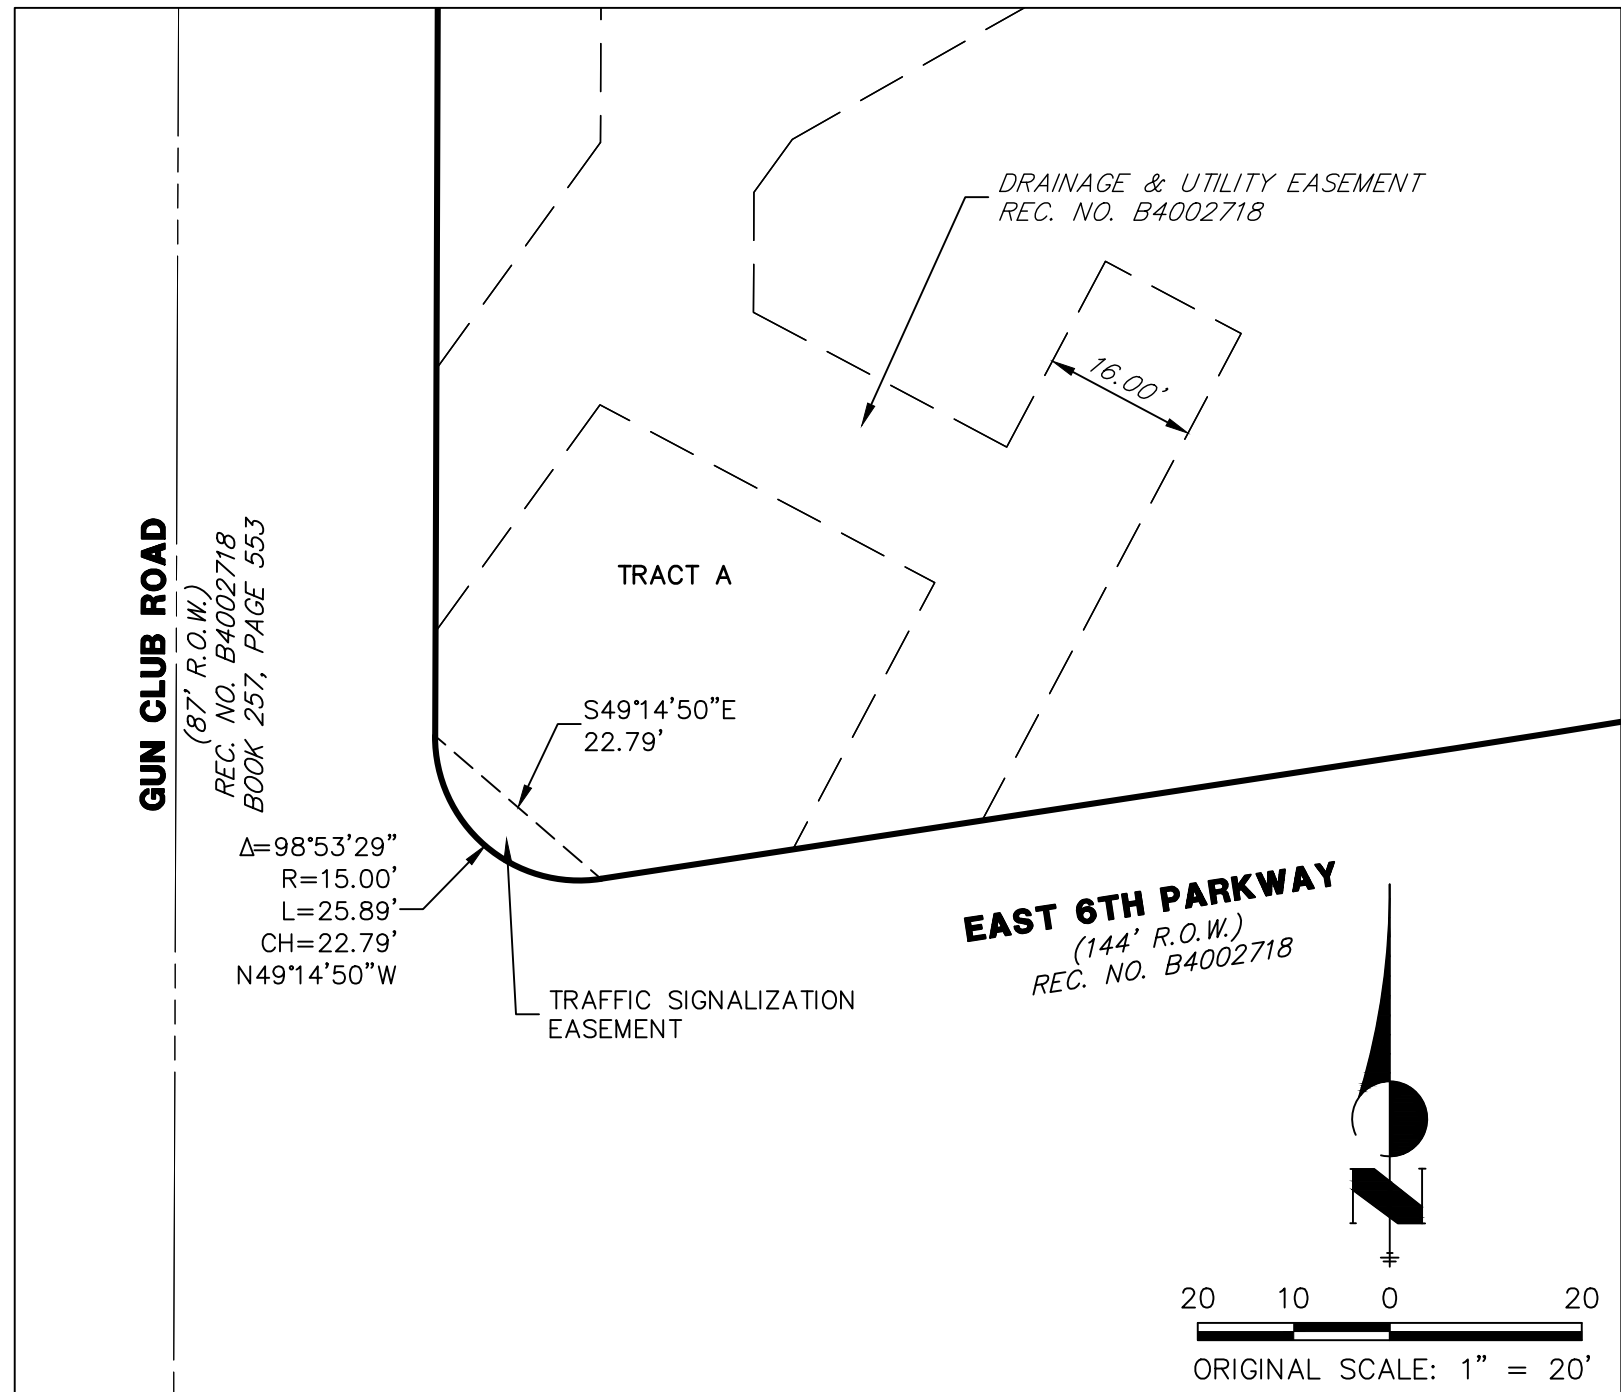 DRAINAGE & UTILITY EASEMENT
REC. NO. B4002718
16.00'
TRACT A
GUN CLUB ROAD
(87' R.O.W.)
REC. NO. B4002718
BOOK 257, PAGE 553
S49°14'50"E
22.79'
Δ=98°53'29"
R=15.00'
L=25.89'
CH=22.79'
N49°14'50"W
TRAFFIC SIGNALIZATION
EASEMENT
EAST 6TH PARKWAY
(144' R.O.W.)
REC. NO. B4002718
N
20 10 0 20
ORIGINAL SCALE: 1" = 20'